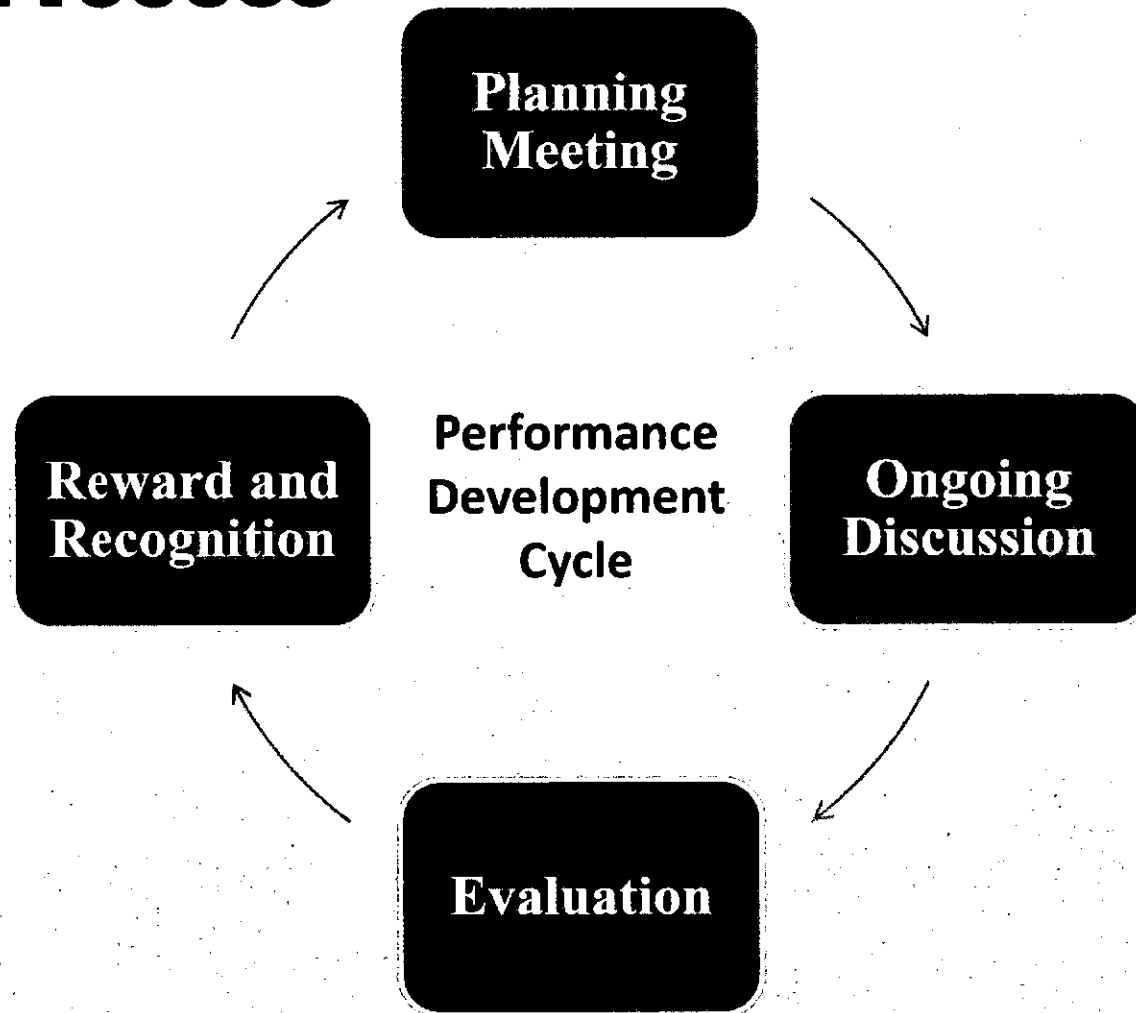 Planning
Meeting
Reward and
Recognition
Performance
Development
Cycle
Ongoing
Discussion
Evaluation